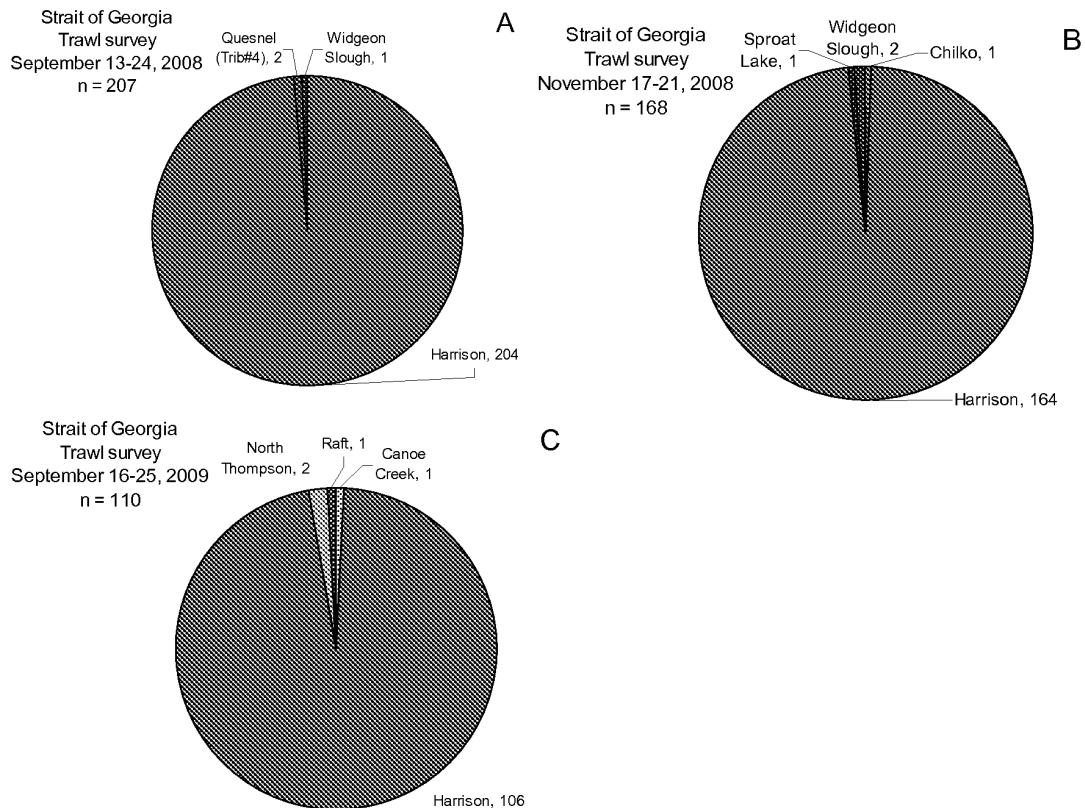 Strait of Georgia
Trawl survey
September 13-24, 2008
n = 207
A
Quesnel
(Trib#4), 2
Widgeon
Slough, 1
Harrison, 204
Strait of Georgia
Trawl survey
November 17-21, 2008
n = 168
B
Sproat
Lake, 1
Widgeon
Slough, 2
Chilko, 1
Harrison, 164
Strait of Georgia
Trawl survey
September 16-25, 2009
n = 110
C
North
Thompson, 2
Raft, 1
Canoe
Creek, 1
Harrison, 106